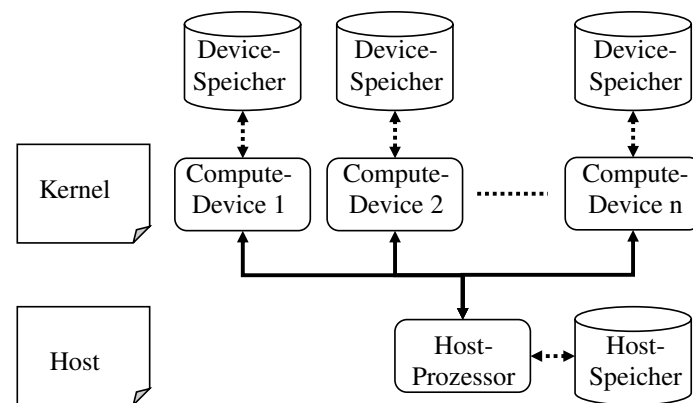 Device-
Speicher
Device-
Speicher
Device-
Speicher
Kernel
Compute-
Device 1
Compute-
Device 2
Compute-
Device n
Host
Host-
Prozessor
Host-
Speicher